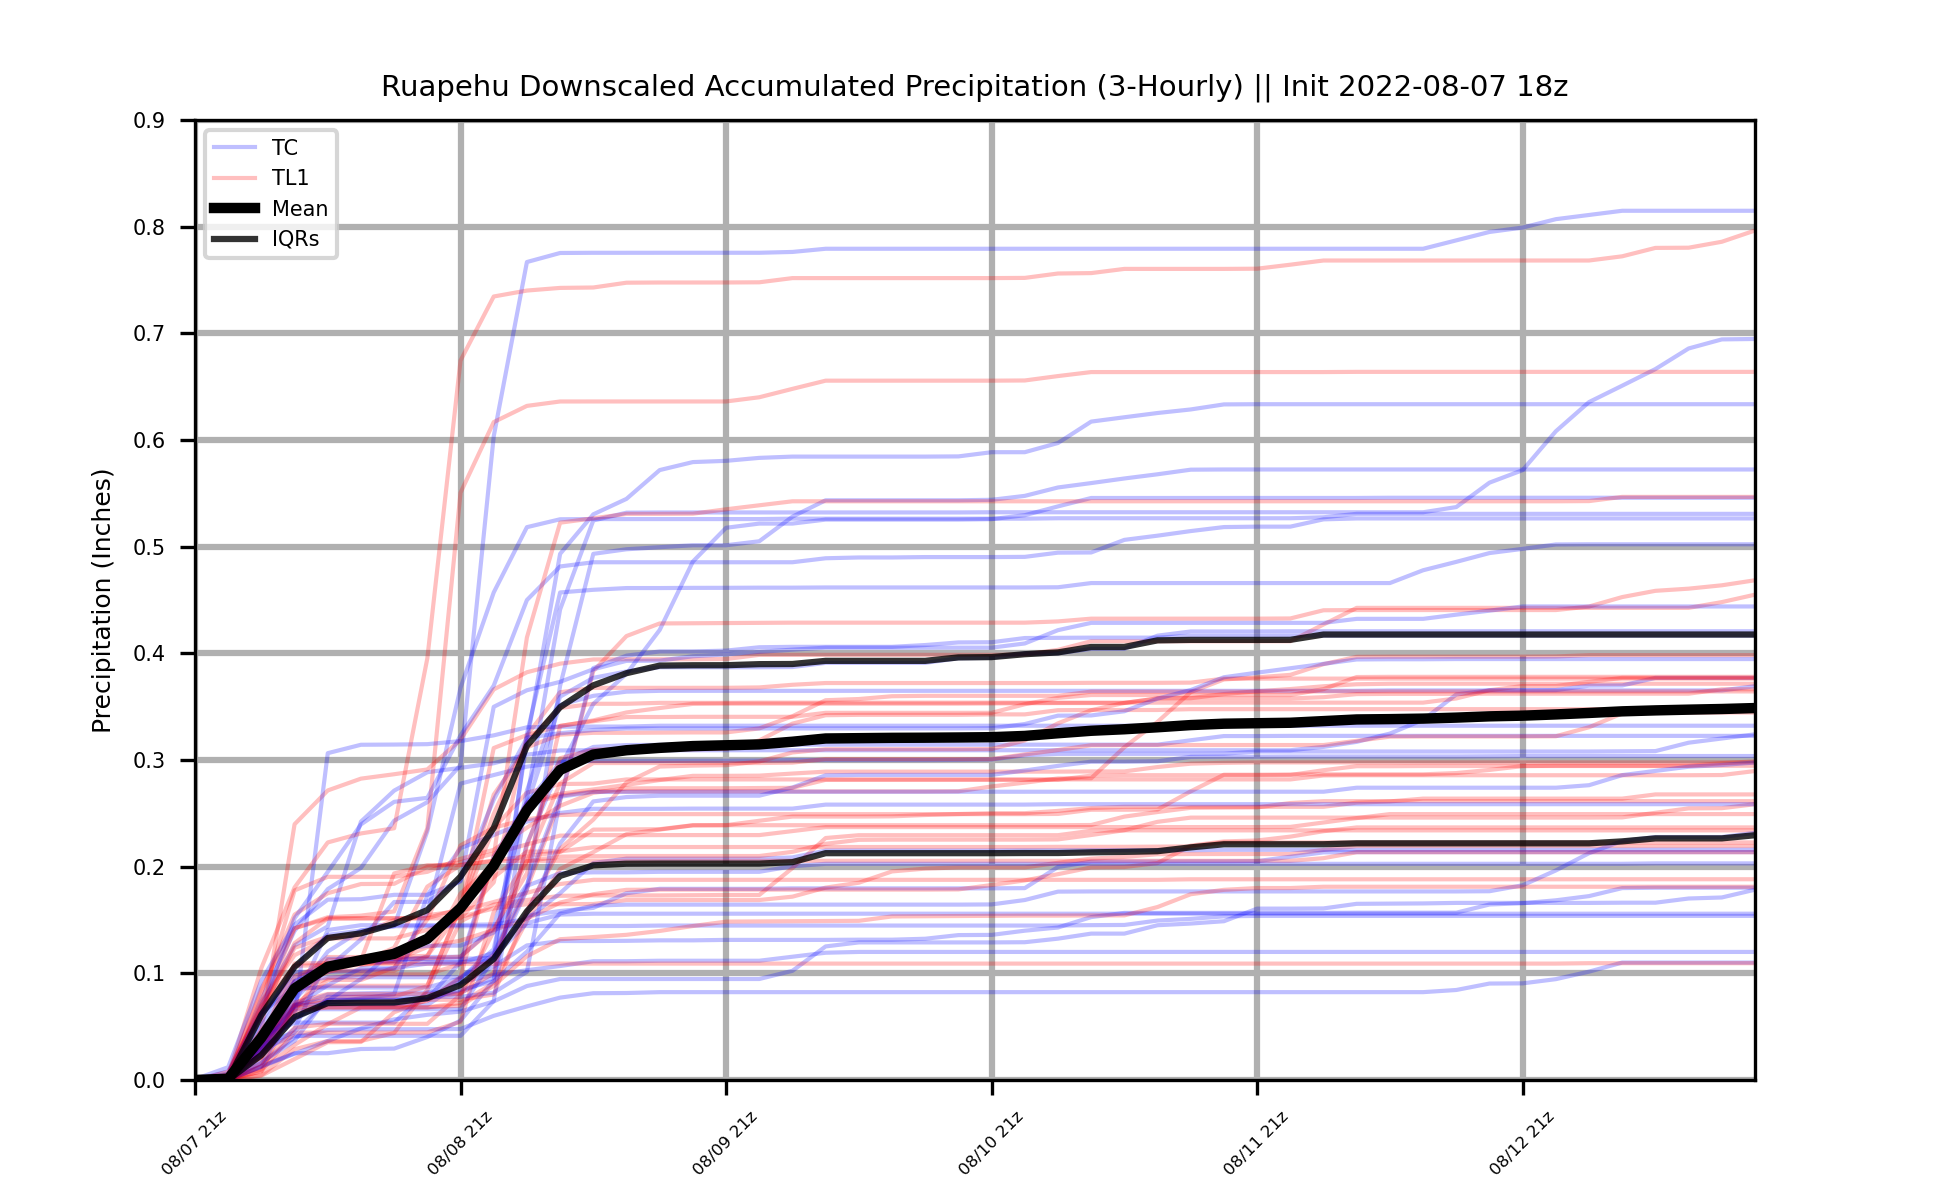 Ruapehu Downscaled Accumulated Precipitation (3-Hourly) || Init 2022-08-07 18z
TC
TL1
Mean
IQRs
Precipitation (Inches)
0.9
0.8
0.7
0.6
0.5
0.4
0.3
0.2
0.1
0.0
08/07 21z
08/08 21z
08/09 21z
08/10 21z
08/11 21z
08/12 21z